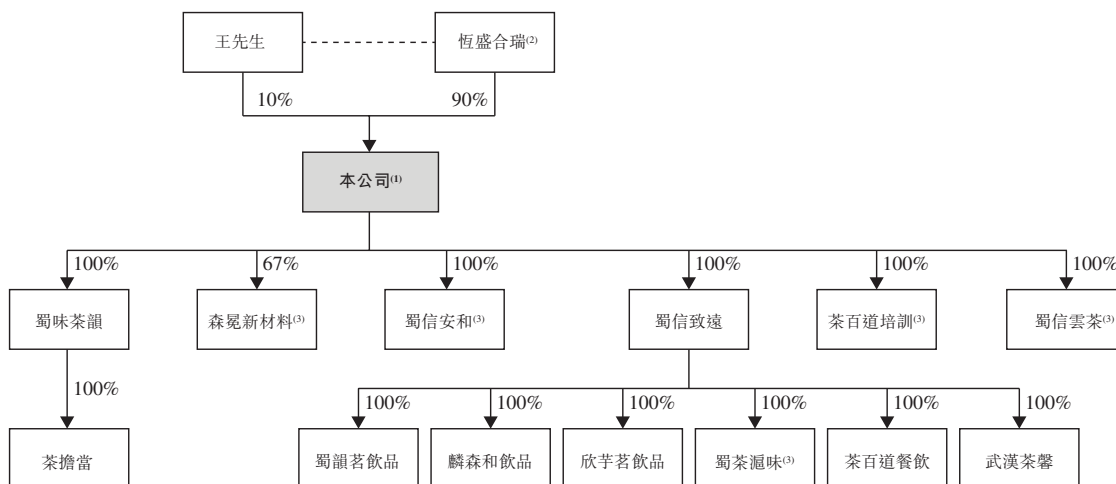 王先生
恆盛合瑞(2)
10%
90%
本公司(1)
100%
67%
100%
100%
100%
100%
蜀味茶韻
森冕新材料(3)
蜀信安和(3)
蜀信致遠
茶百道培訓(3)
蜀信雲茶(3)
100%
100%
100%
100%
100%
100%
100%
茶擔當
蜀韻茗飲品
麟森和飲品
欣芋茗飲品
蜀茶滬味(3)
茶百道餐飲
武漢茶馨